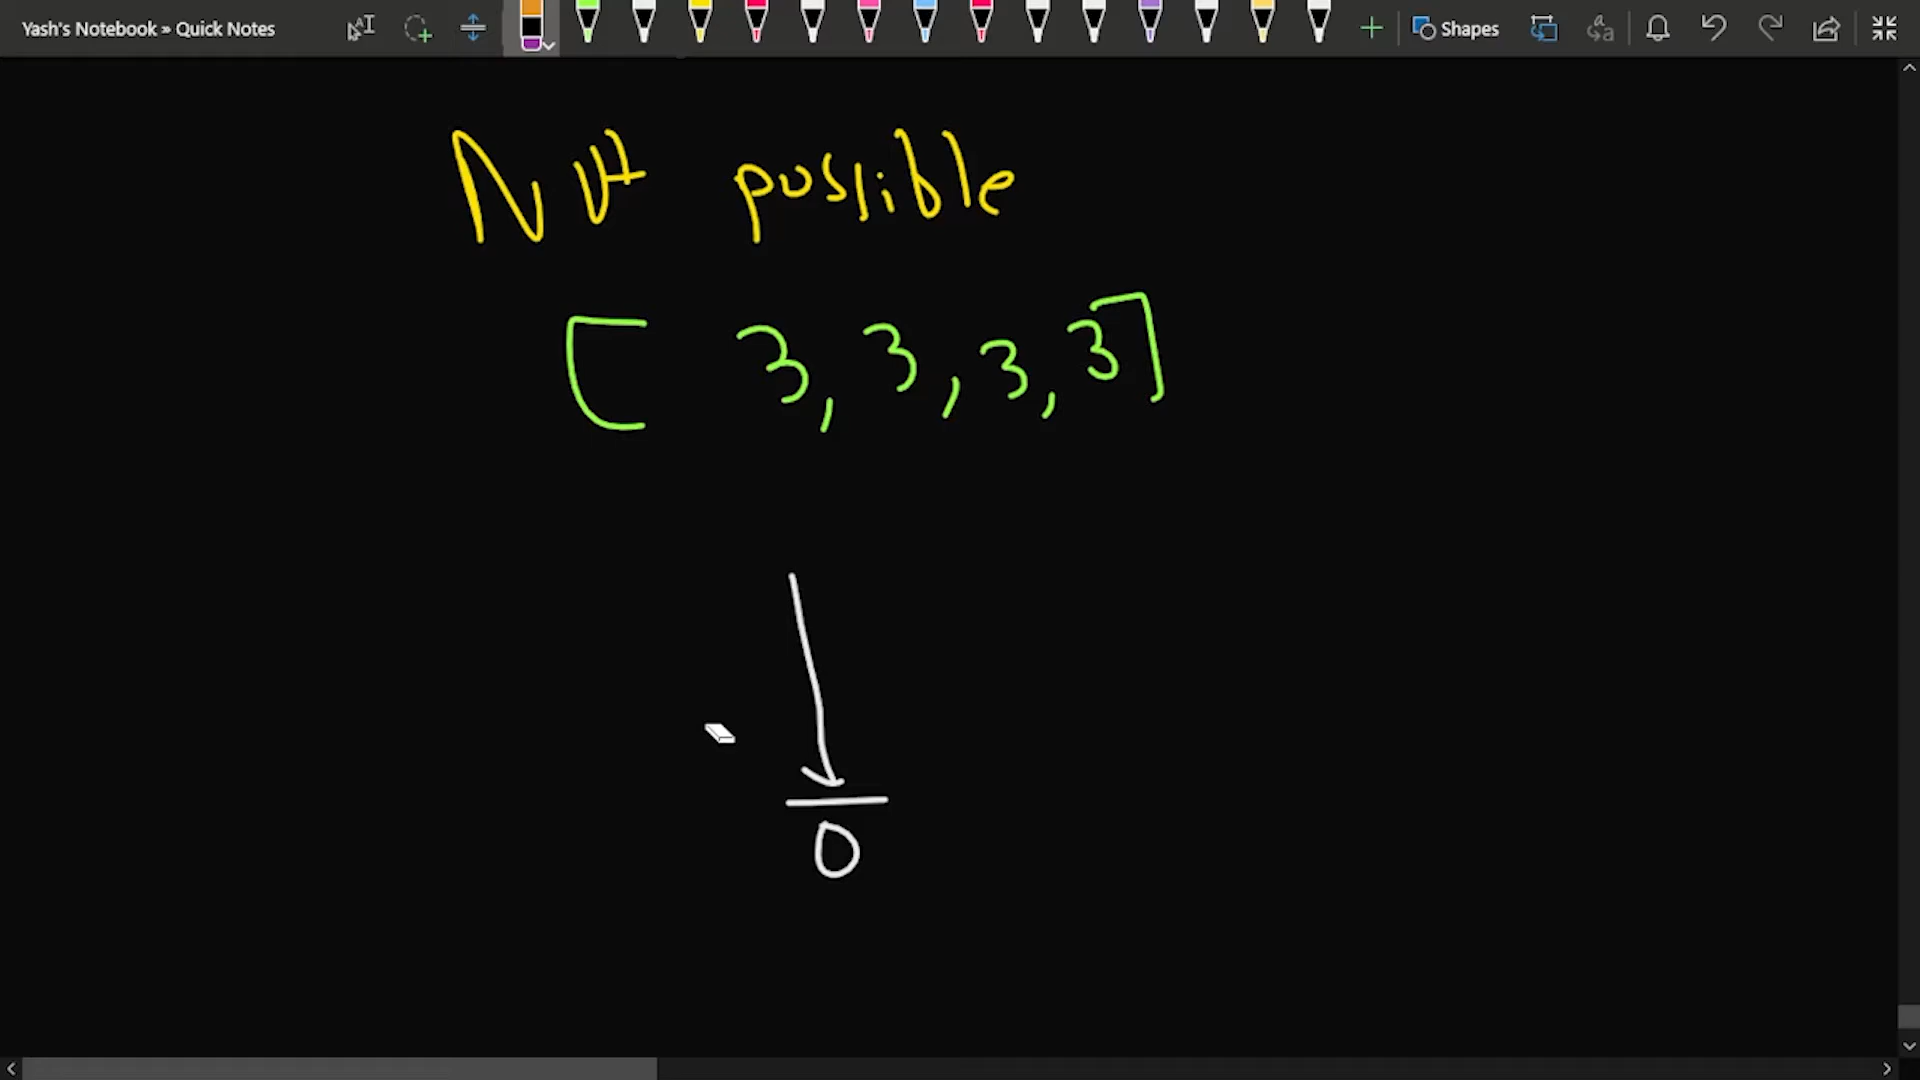 Yash's Notebook » Quick Notes
Shapes
Not possible
[ 3, 3, 3, 3]
0